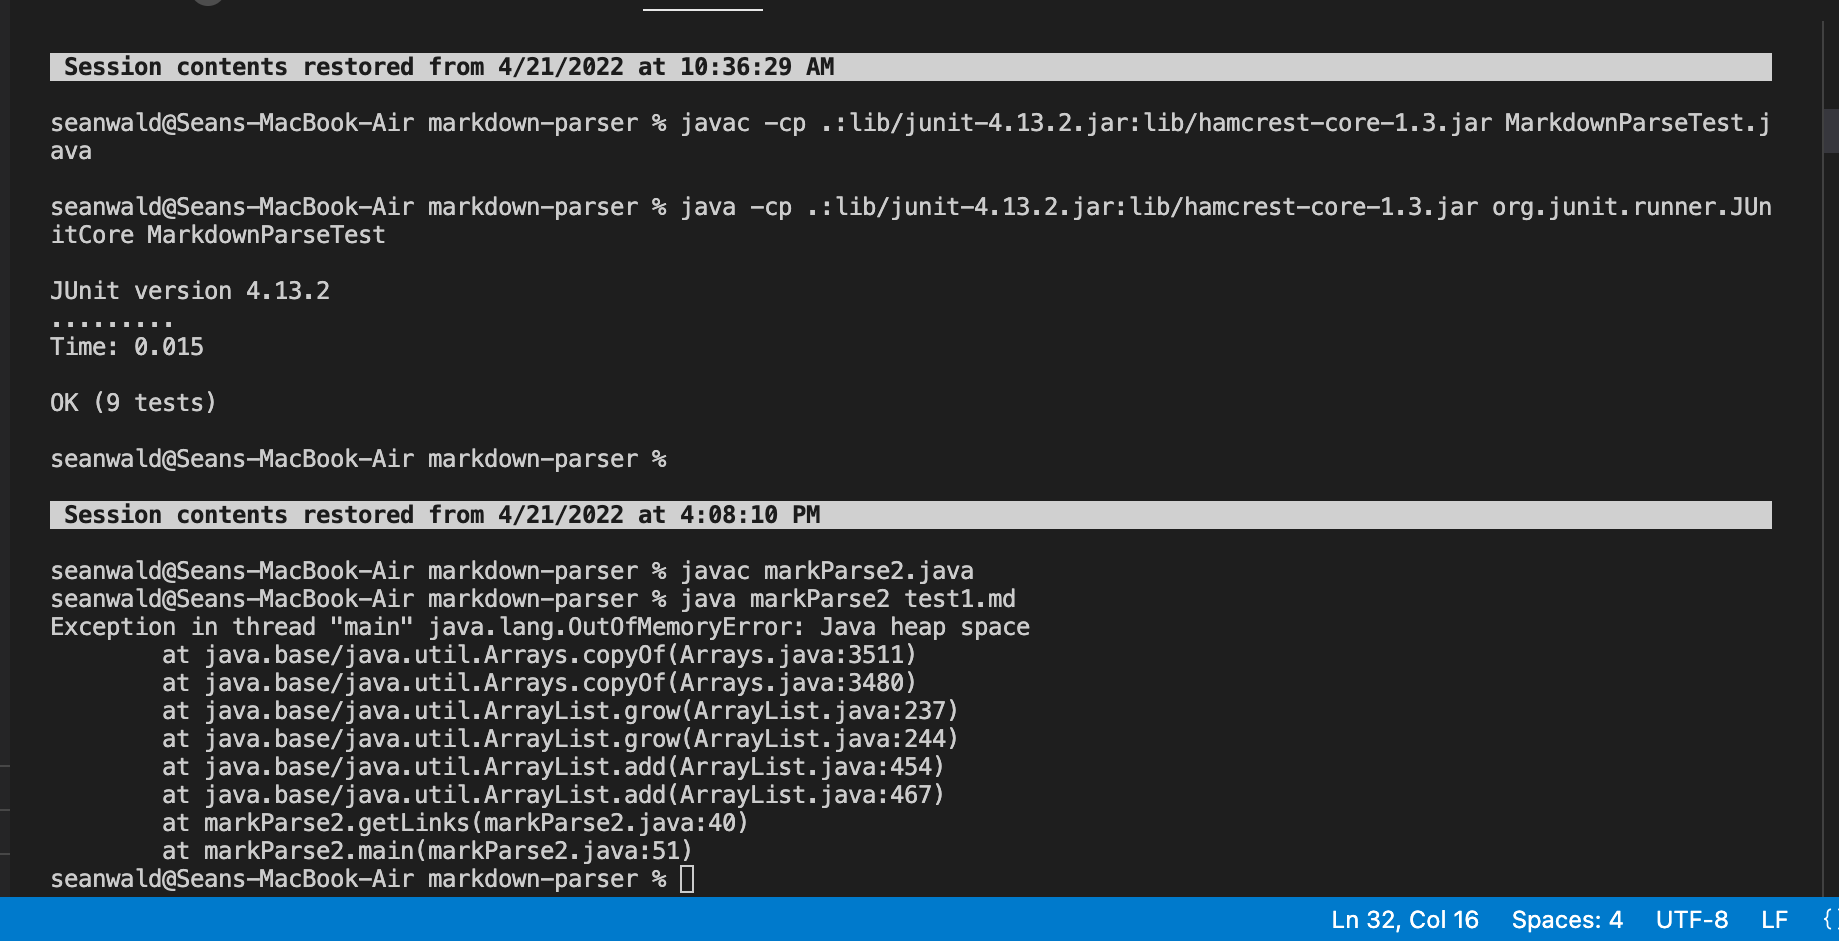 Session contents restored from 4/21/2022 at 10:36:29 AM
seanwald@Seans-MacBook-Air markdown-parser % javac -cp .:lib/junit-4.13.2.jar:lib/hamcrest-core-1.3.jar MarkdownParseTest.j
ava
seanwald@Seans-MacBook-Air markdown-parser % java -cp .:lib/junit-4.13.2.jar:lib/hamcrest-core-1.3.jar org.junit.runner.JUn
itCore MarkdownParseTest
JUnit version 4.13.2
.........
Time: 0.015
OK (9 tests)
seanwald@Seans-MacBook-Air markdown-parser %
Session contents restored from 4/21/2022 at 4:08:10 PM
seanwald@Seans-MacBook-Air markdown-parser % javac markParse2.java
seanwald@Seans-MacBook-Air markdown-parser % java markParse2 test1.md
Exception in thread "main" java.lang.OutOfMemoryError: Java heap space
at java.base/java.util.Arrays.copyOf(Arrays.java:3511)
at java.base/java.util.Arrays.copyOf(Arrays.java:3480)
at java.base/java.util.ArrayList.grow(ArrayList.java:237)
at java.base/java.util.ArrayList.grow(ArrayList.java:244)
at java.base/java.util.ArrayList.add(ArrayList.java:454)
at java.base/java.util.ArrayList.add(ArrayList.java:467)
at markParse2.getLinks(markParse2.java:40)
at markParse2.main(markParse2.java:51)
seanwald@Seans-MacBook-Air markdown-parser %
Ln 32, Col 16 Spaces: 4 UTF-8 LF {